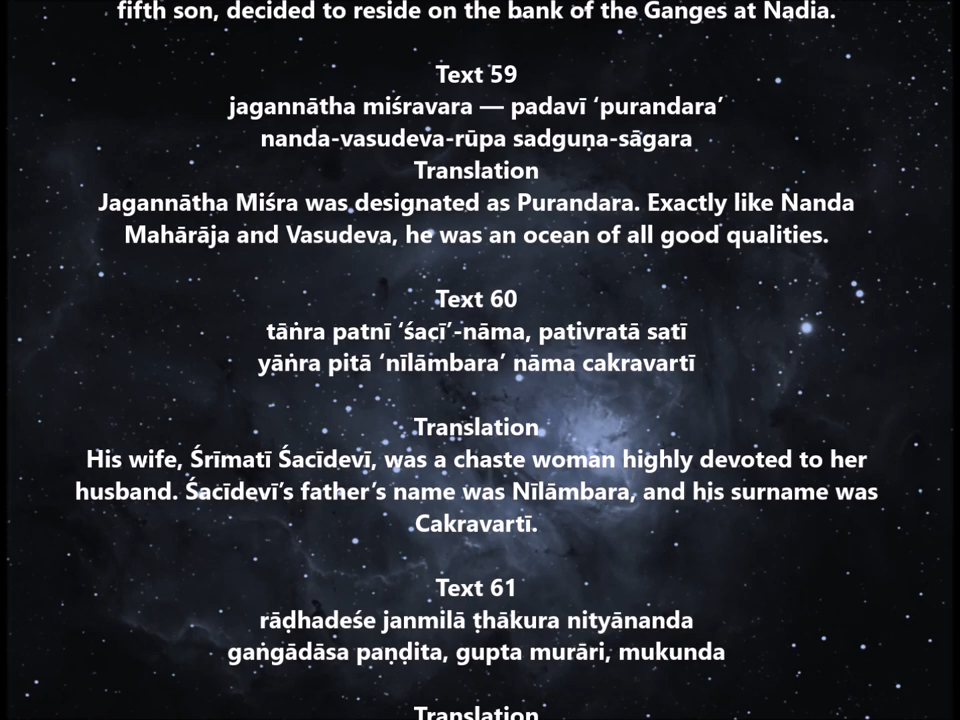 fifth son, decided to reside on the bank of the Ganges at Nadia.
Text 59
jagannātha miśravara — padavī ‘purandara’
nanda-vasudeva-rūpa sadguṇa-sāgara
Translation
Jagannātha Miśra was designated as Purandara. Exactly like Nanda
Mahārāja and Vasudeva, he was an ocean of all good qualities.
Text 60
tāṅra patnī ‘śacī’-nāma, pativratā satī
yāṅra pitā ‘nīlāmbara’ nāma cakravartī
Translation
His wife, Śrīmatī Śacīdevī, was a chaste woman highly devoted to her
husband. Śacīdevī’s father’s name was Nīlāmbara, and his surname was
Cakravartī.
Text 61
rāḍhadeśe janmilā ṭhākura nityānanda
gaṅgādāsa paṇḍita, gupta murāri, mukunda
Translation